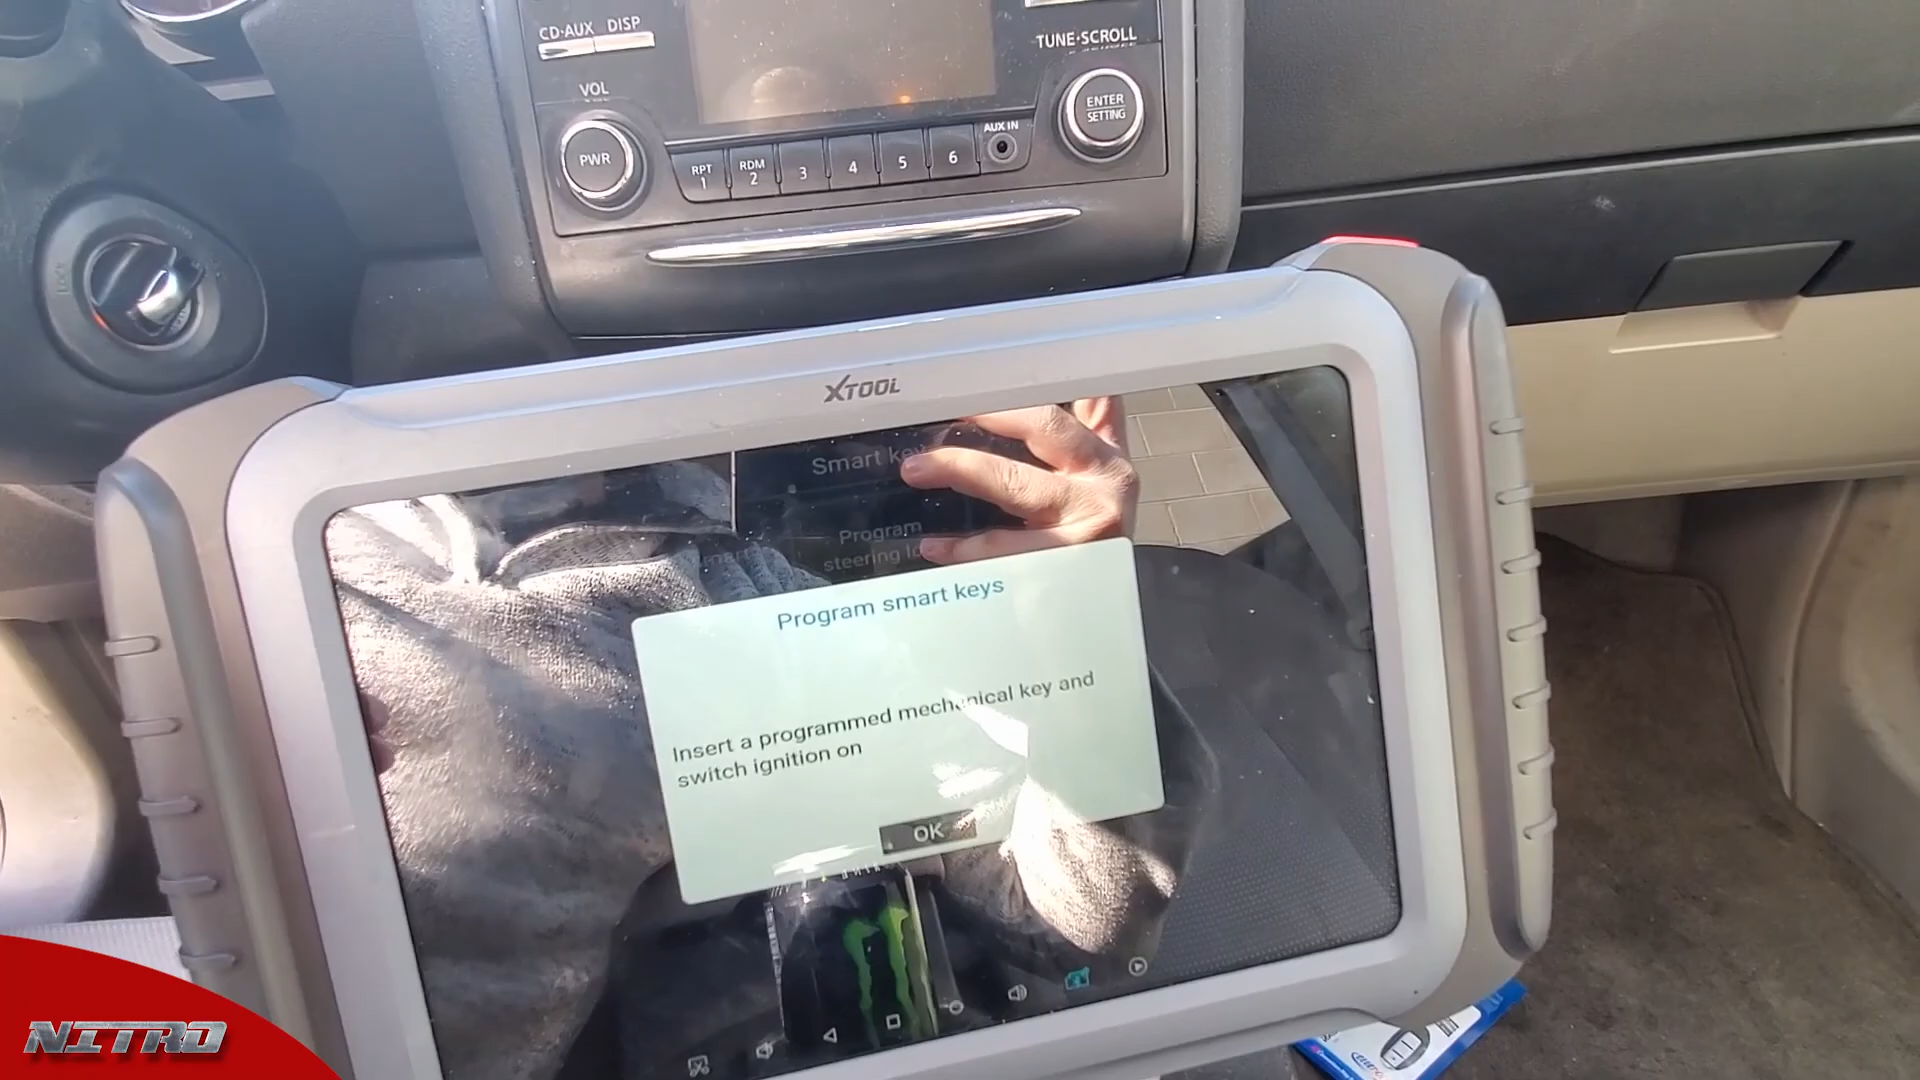 CD·AUX DISP
TUNE·SCROLL
VOL
PWR
RPT
1
RDM
2
3
4
5
6
AUX IN
ENTER
SETTING
XTOOL
Smart key
Program
steering lo
Program smart keys
Insert a programmed mechanical key and
switch ignition on
OK
NITRO